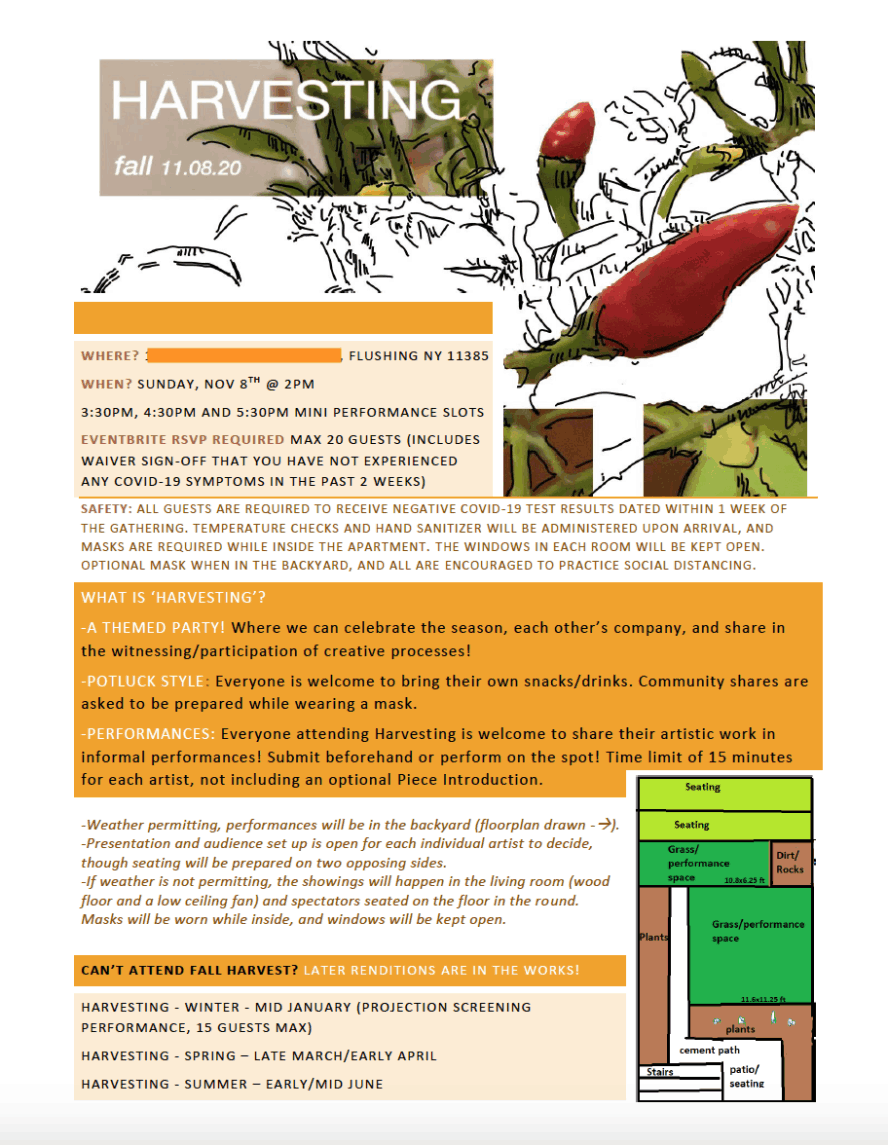 HARVESTING
fall 11.08.20
WHERE? , FLUSHING NY 11385
WHEN? SUNDAY, NOV 8TH @ 2PM
3:30PM, 4:30PM AND 5:30PM MINI PERFORMANCE SLOTS
EVENTBRITE RSVP REQUIRED MAX 20 GUESTS (INCLUDES
WAIVER SIGN-OFF THAT YOU HAVE NOT EXPERIENCED
ANY COVID-19 SYMPTOMS IN THE PAST 2 WEEKS)
SAFETY: ALL GUESTS ARE REQUIRED TO RECEIVE NEGATIVE COVID-19 TEST RESULTS DATED WITHIN 1 WEEK OF
THE GATHERING. TEMPERATURE CHECKS AND HAND SANITIZER WILL BE ADMINISTERED UPON ARRIVAL, AND
MASKS ARE REQUIRED WHILE INSIDE THE APARTMENT. THE WINDOWS IN EACH ROOM WILL BE KEPT OPEN.
OPTIONAL MASK WHEN IN THE BACKYARD, AND ALL ARE ENCOURAGED TO PRACTICE SOCIAL DISTANCING.
WHAT IS ‘HARVESTING’?
-A THEMED PARTY! Where we can celebrate the season, each other’s company, and share in
the witnessing/participation of creative processes!
-POTLUCK STYLE: Everyone is welcome to bring their own snacks/drinks. Community shares are
asked to be prepared while wearing a mask.
-PERFORMANCES: Everyone attending Harvesting is welcome to share their artistic work in
informal performances! Submit beforehand or perform on the spot! Time limit of 15 minutes
for each artist, not including an optional Piece Introduction.
-Weather permitting, performances will be in the backyard (floorplan drawn -→).
-Presentation and audience set up is open for each individual artist to decide,
though seating will be prepared on two opposing sides.
-If weather is not permitting, the showings will happen in the living room (wood
floor and a low ceiling fan) and spectators seated on the floor in the round.
Masks will be worn while inside, and windows will be kept open.
CAN’T ATTEND FALL HARVEST? LATER RENDITIONS ARE IN THE WORKS!
HARVESTING - WINTER - MID JANUARY (PROJECTION SCREENING
PERFORMANCE, 15 GUESTS MAX)
HARVESTING - SPRING – LATE MARCH/EARLY APRIL
HARVESTING - SUMMER – EARLY/MID JUNE
Seating
Seating
Grass/
performance
space
10.8x6.25 ft
Dirt/
Rocks
Plants
Grass/performance
space
11.6x11.25 ft
plants
cement path
Stairs
patio/
seating